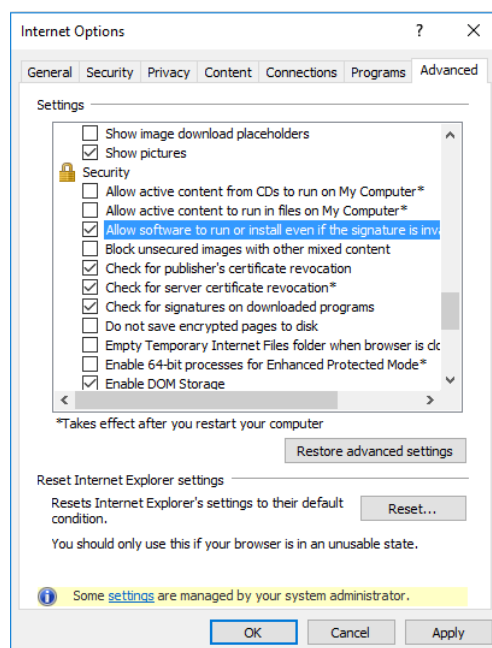 Internet Options ? ×
General Security Privacy Content Connections Programs Advanced
Settings
Show image download placeholders
Show pictures
Security
Allow active content from CDs to run on My Computer*
Allow active content to run in files on My Computer*
Allow software to run or install even if the signature is inva
Block unsecured images with other mixed content
Check for publisher's certificate revocation
Check for server certificate revocation*
Check for signatures on downloaded programs
Do not save encrypted pages to disk
Empty Temporary Internet Files folder when browser is clo
Enable 64-bit processes for Enhanced Protected Mode*
Enable DOM Storage
*Takes effect after you restart your computer
Restore advanced settings
Reset Internet Explorer settings
Resets Internet Explorer's settings to their default
condition.
Reset...
You should only use this if your browser is in an unusable state.
Some settings are managed by your system administrator.
OK Cancel Apply